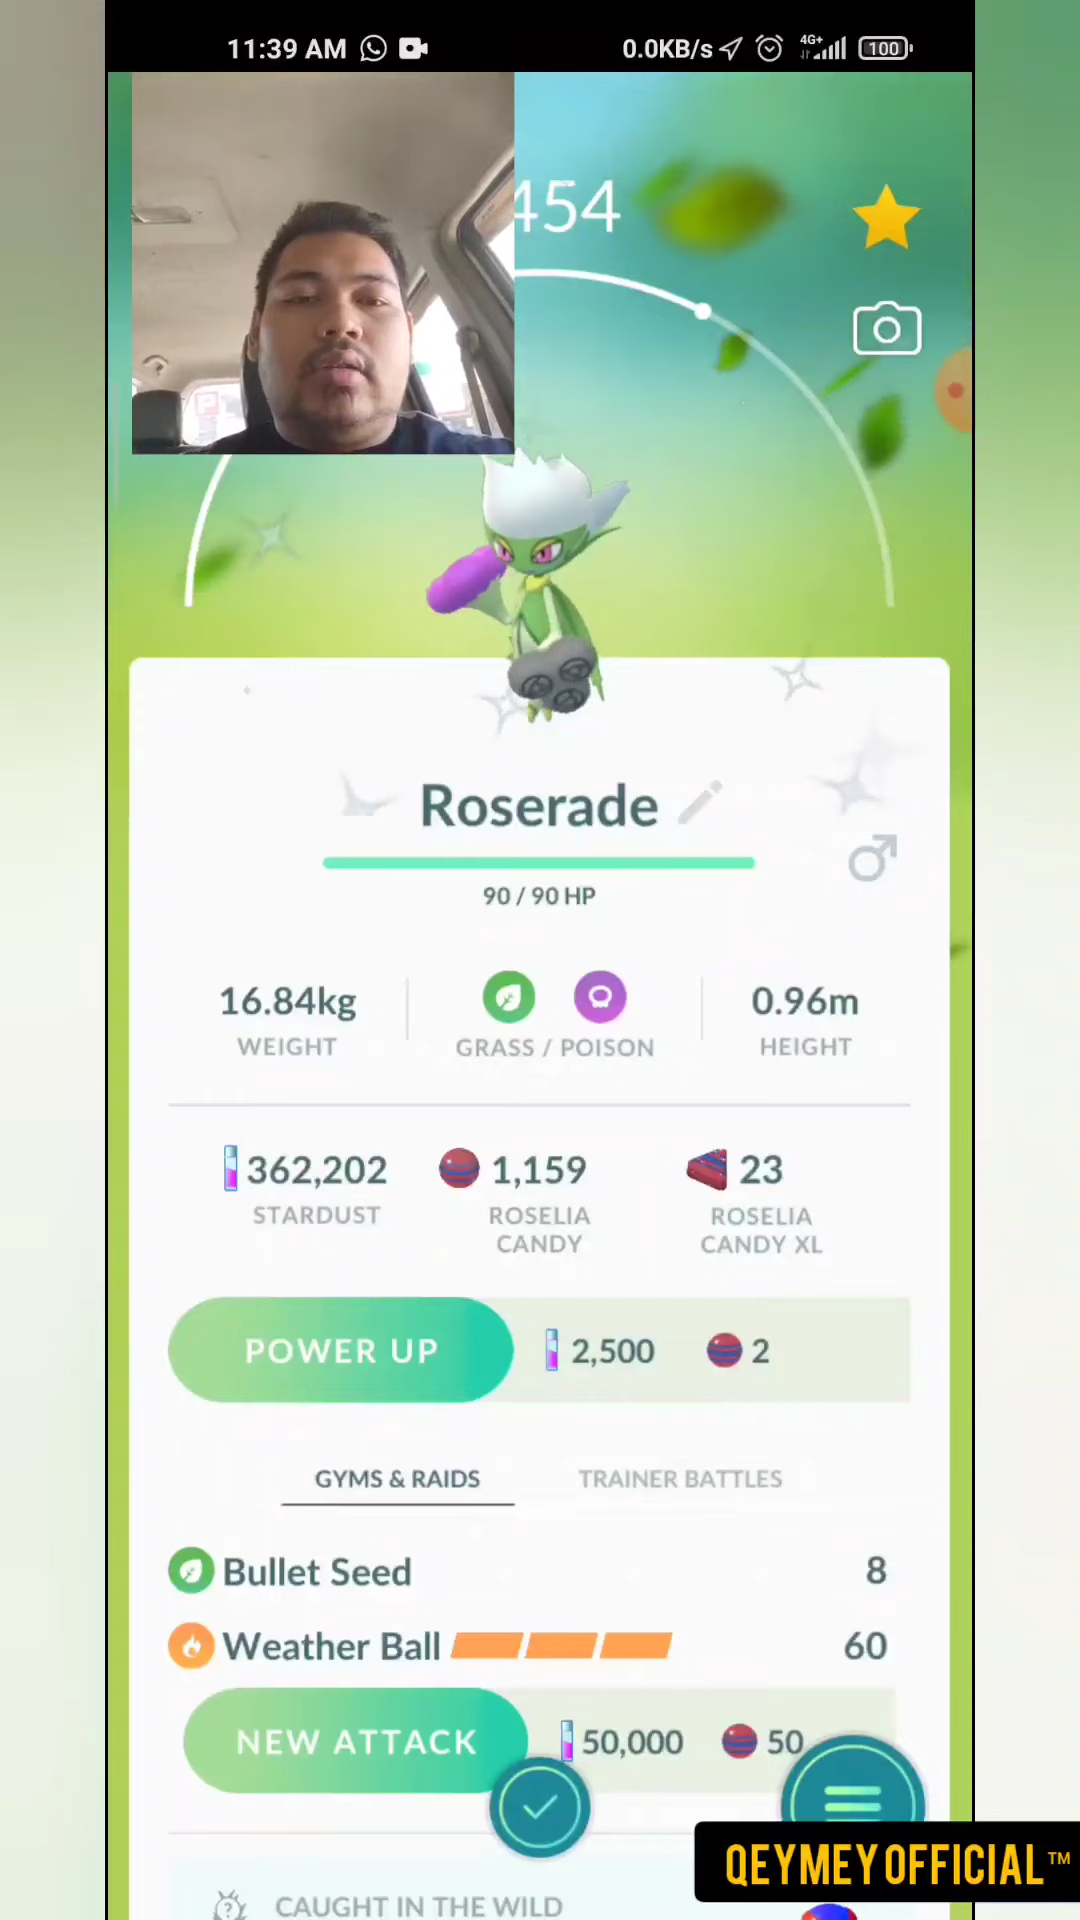 11:39 AM 0.0KB/s 4G+ 100
454
P
Roserade
90 / 90 HP
16.84kg 0.96m
WEIGHT GRASS / POISON HEIGHT
362,202 1,159 23
STARDUST ROSELIA CANDY ROSELIA CANDY XL
POWER UP 2,500 2
GYMS & RAIDS TRAINER BATTLES
Bullet Seed 8
Weather Ball 60
NEW ATTACK 50,000 50
QEYMEY OFFICIAL™
? CAUGHT IN THE WILD